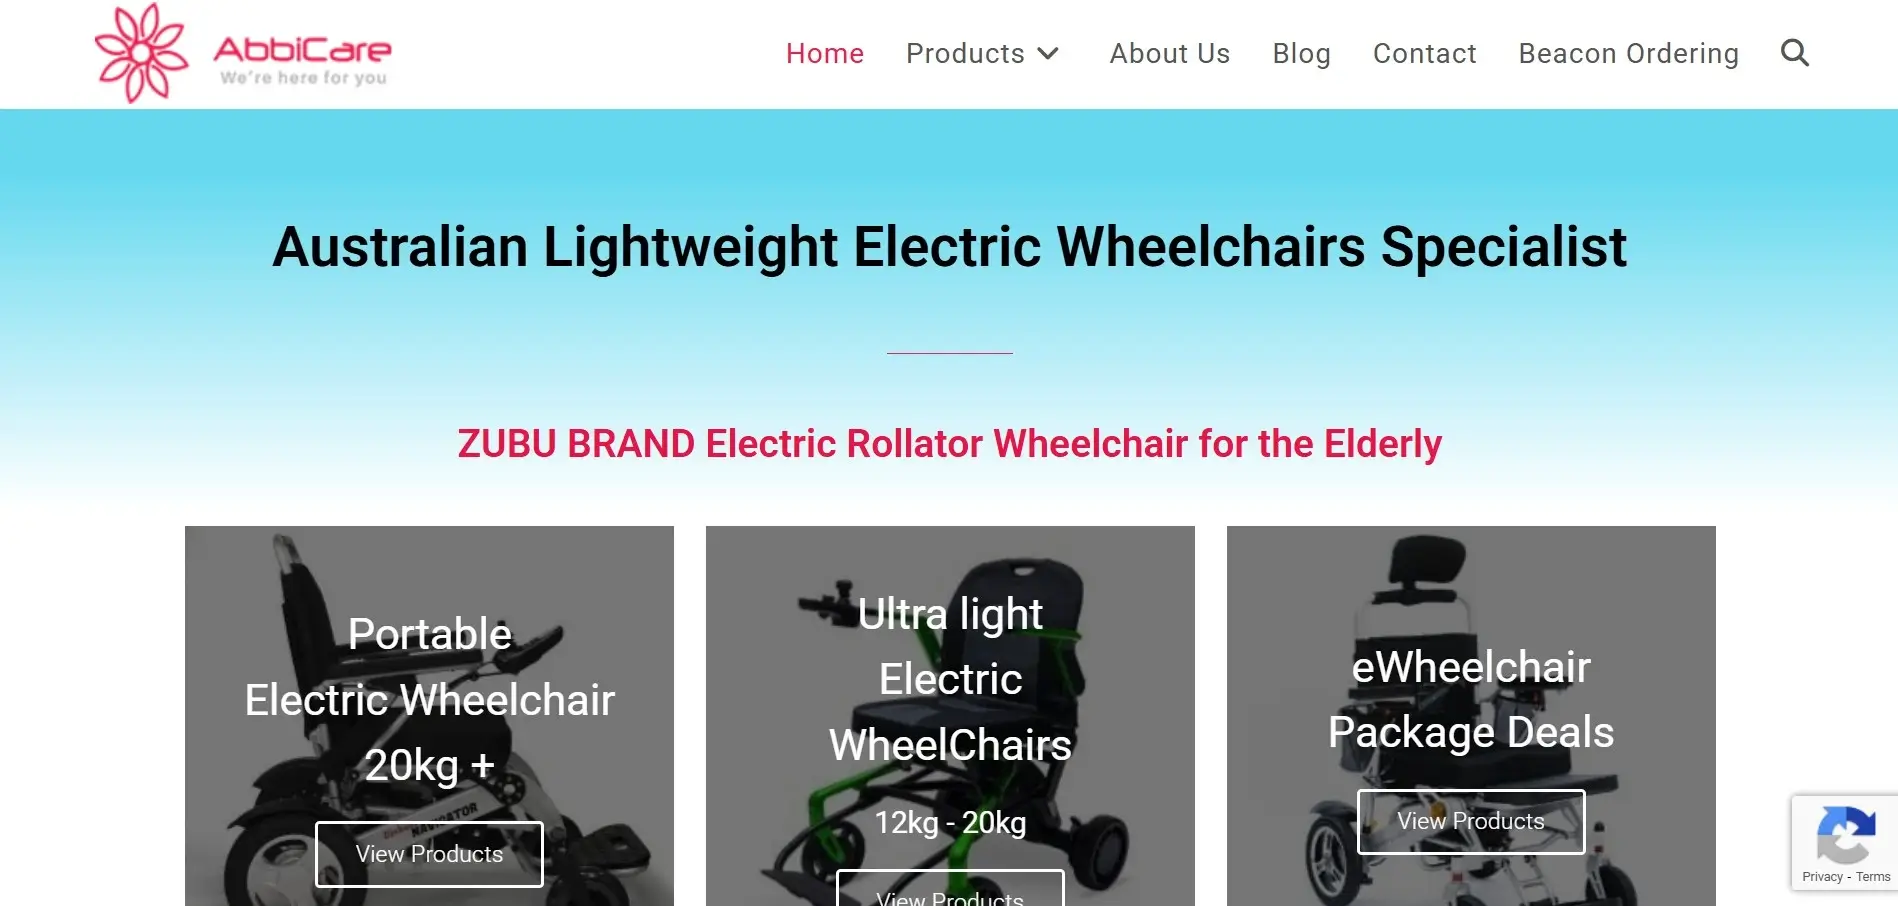 AbbiCare
We're here for you
Home
Products
About Us
Blog
Contact
Beacon Ordering
Australian Lightweight Electric Wheelchairs Specialist
ZUBU BRAND Electric Rollator Wheelchair for the Elderly
Portable
Electric Wheelchair
20kg +
NAVIGATOR
View Products
Ultra light
Electric
WheelChairs
12kg - 20kg
View Products
eWheelchair
Package Deals
View Products
Privacy - Terms